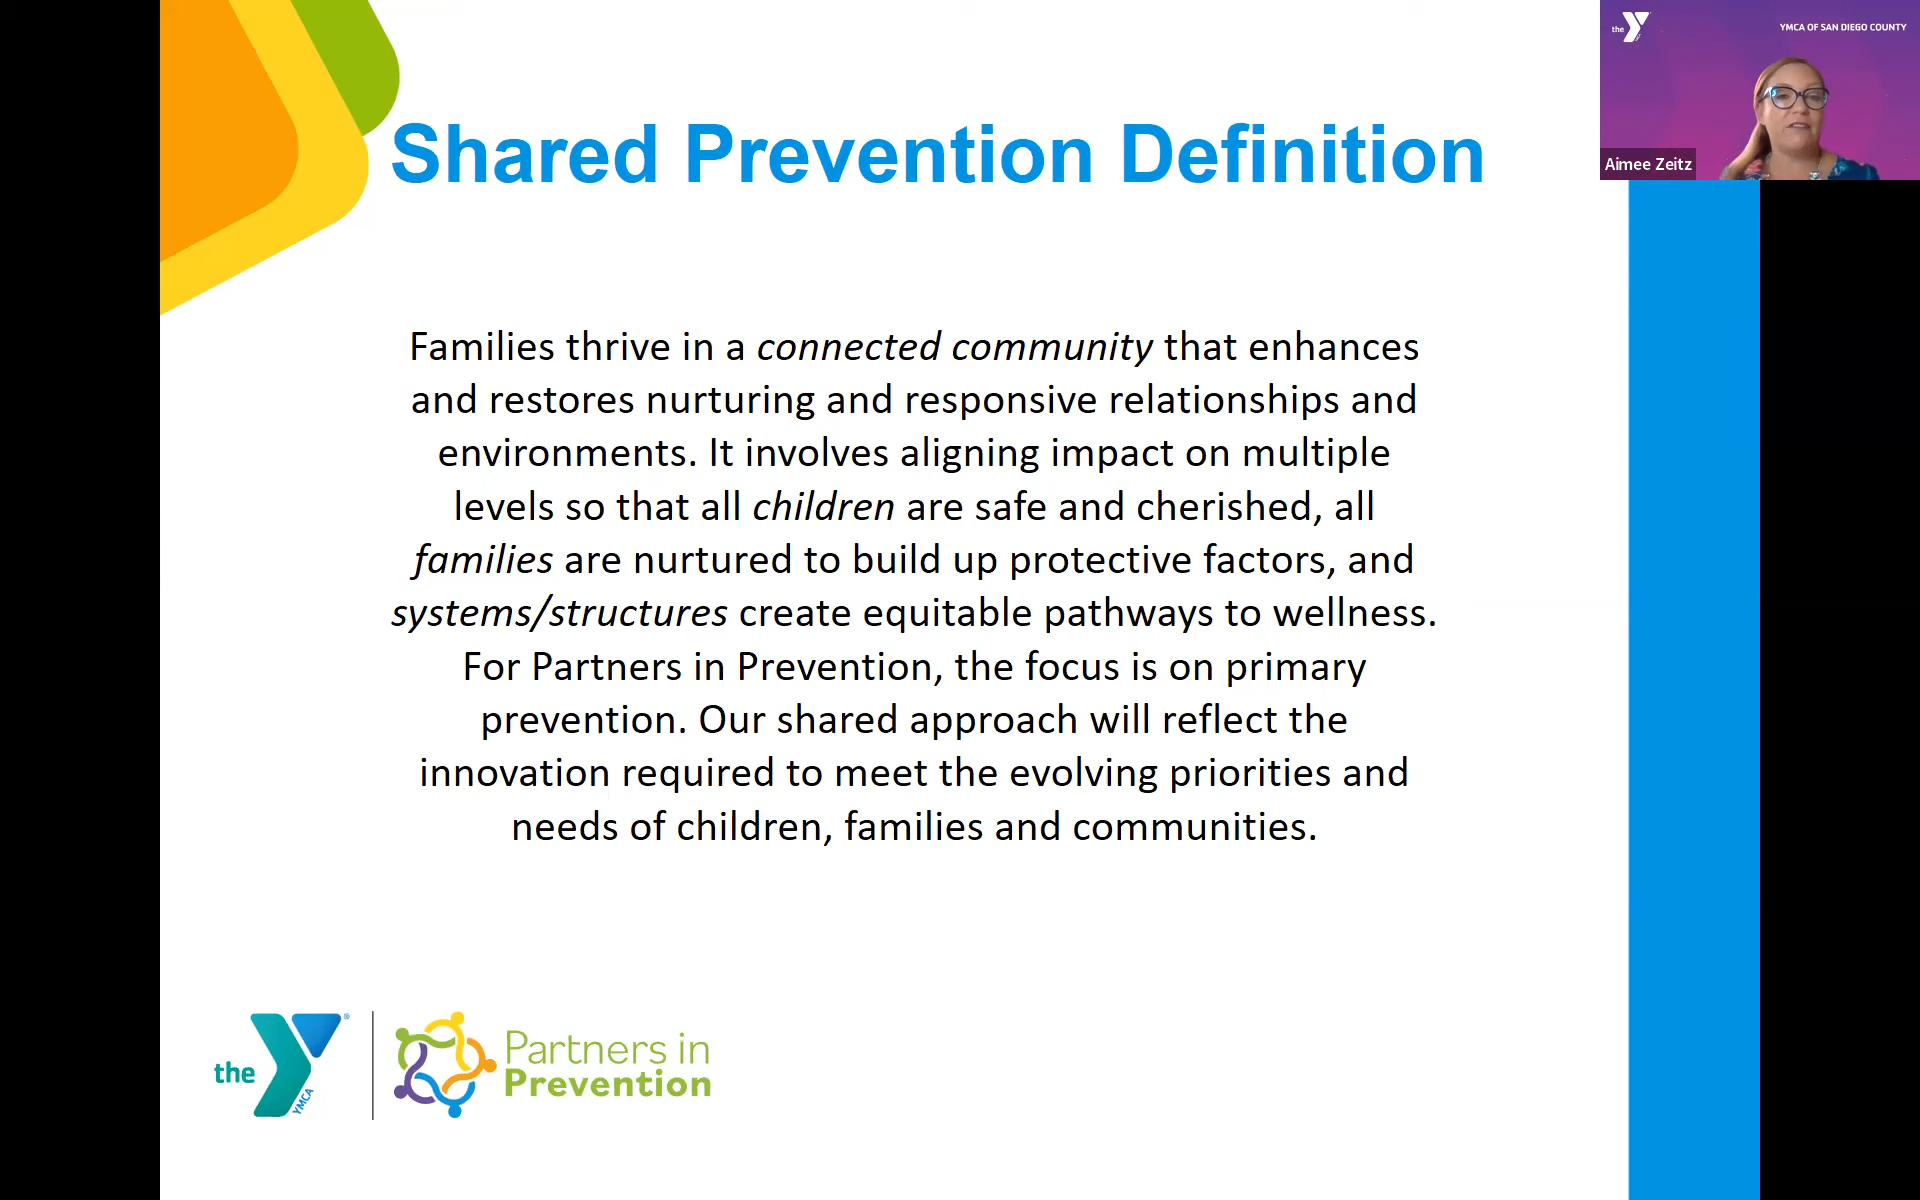 the
YMCA OF SAN DIEGO COUNTY
Aimee Zeitz
Shared Prevention Definition
Families thrive in a connected community that enhances
and restores nurturing and responsive relationships and
environments. It involves aligning impact on multiple
levels so that all children are safe and cherished, all
families are nurtured to build up protective factors, and
systems/structures create equitable pathways to wellness.
For Partners in Prevention, the focus is on primary
prevention. Our shared approach will reflect the
innovation required to meet the evolving priorities and
needs of children, families and communities.
the
YMCA
®
Partners in
Prevention